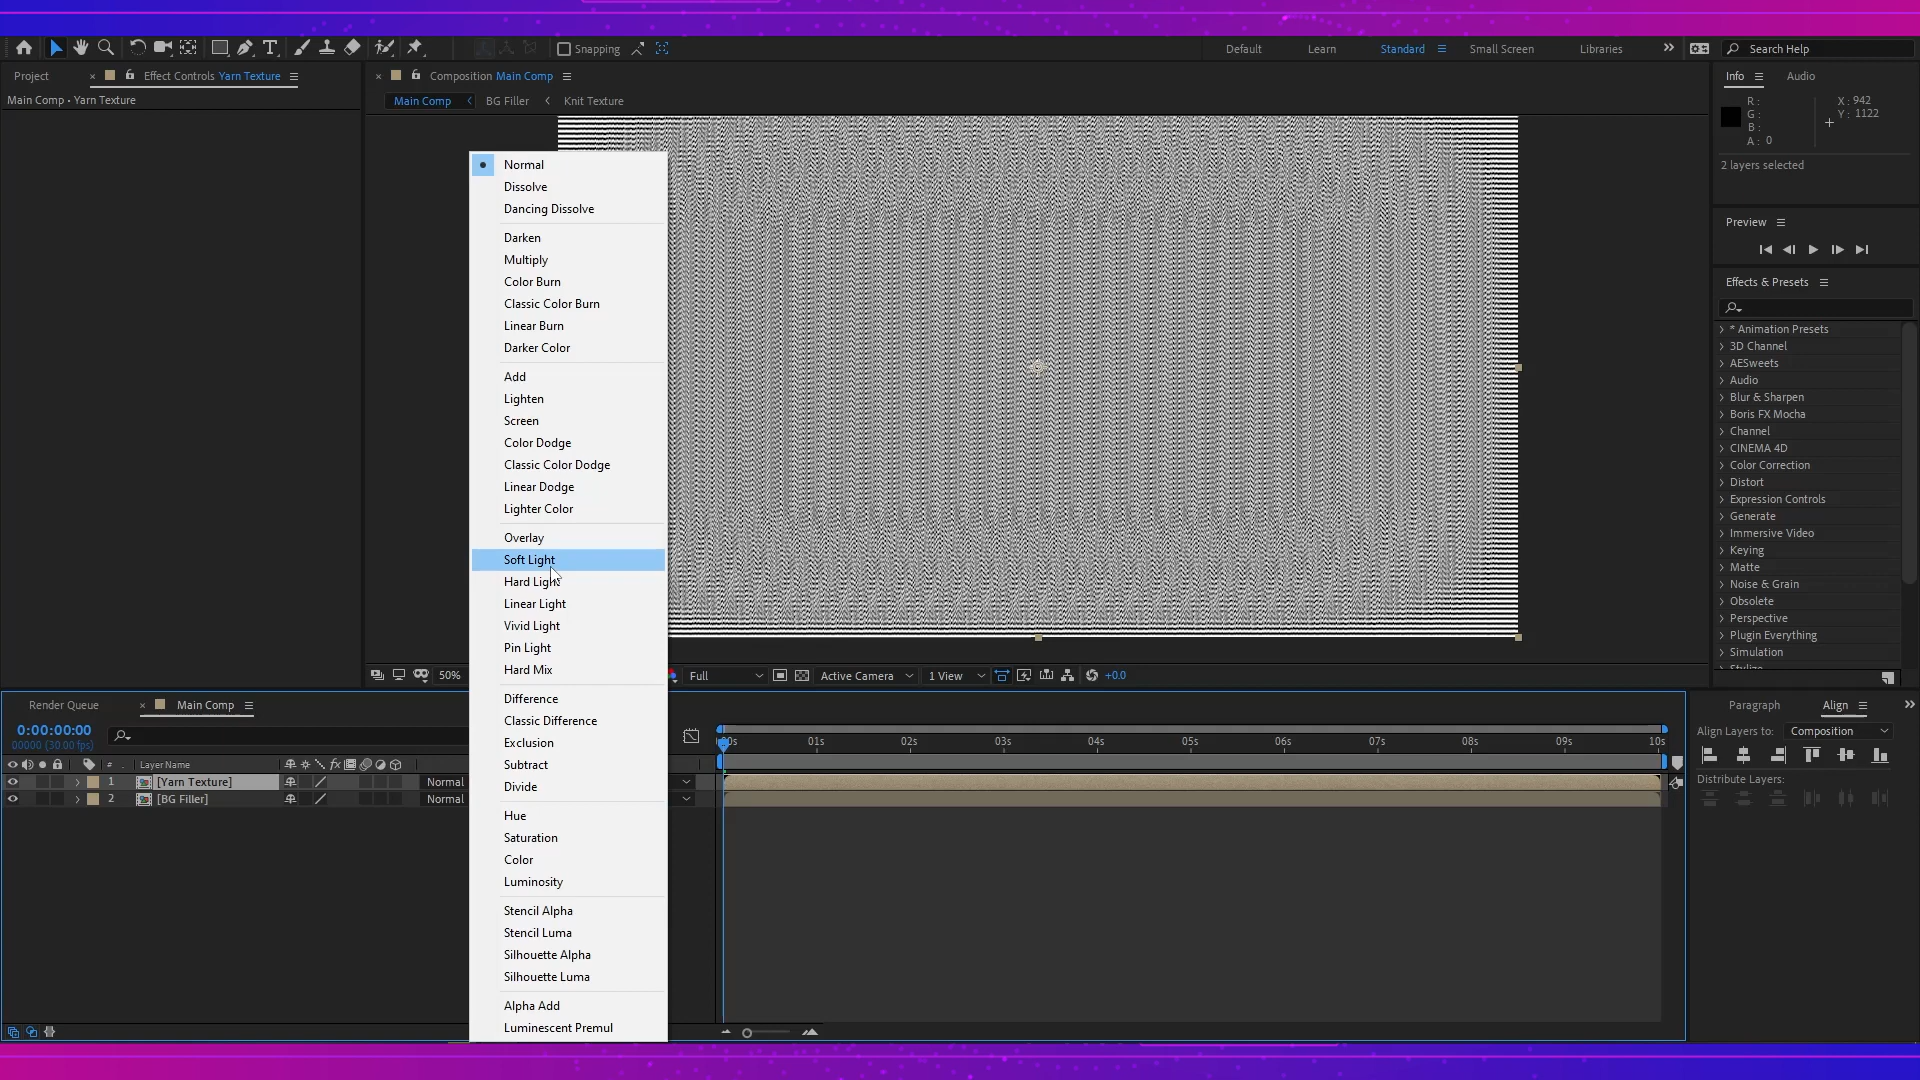 Snapping
Default
Learn
Standard
Small Screen
Libraries
Search Help
Project
Effect Controls Yarn Texture
Composition Main Comp
Info
Audio
Main Comp • Yarn Texture
Main Comp
BG Filler
Knit Texture
R :
G :
B :
A : 0
X : 942
Y : 1122
2 layers selected
Preview
Effects & Presets
* Animation Presets
3D Channel
AESweets
Audio
Blur & Sharpen
Boris FX Mocha
Channel
CINEMA 4D
Color Correction
Distort
Expression Controls
Generate
Immersive Video
Keying
Matte
Noise & Grain
Obsolete
Perspective
Plugin Everything
Simulation
Stylize
Normal
Dissolve
Dancing Dissolve
Darken
Multiply
Color Burn
Classic Color Burn
Linear Burn
Darker Color
Add
Lighten
Screen
Color Dodge
Classic Color Dodge
Linear Dodge
Lighter Color
Overlay
Soft Light
Hard Light
Linear Light
Vivid Light
Pin Light
Hard Mix
Difference
Classic Difference
Exclusion
Subtract
Divide
Hue
Saturation
Color
Luminosity
Stencil Alpha
Stencil Luma
Silhouette Alpha
Silhouette Luma
Alpha Add
Luminescent Premul
50%
Full
Active Camera
1 View
+0.0
Render Queue
Main Comp
0:00:00:00
00000 (30.00 fps)
# Layer Name
1 [Yarn Texture] Normal
2 [BG Filler] Normal
00s 01s 02s 03s 04s 05s 06s 07s 08s 09s 10s
Paragraph
Align
Align Layers to: Composition
Distribute Layers: